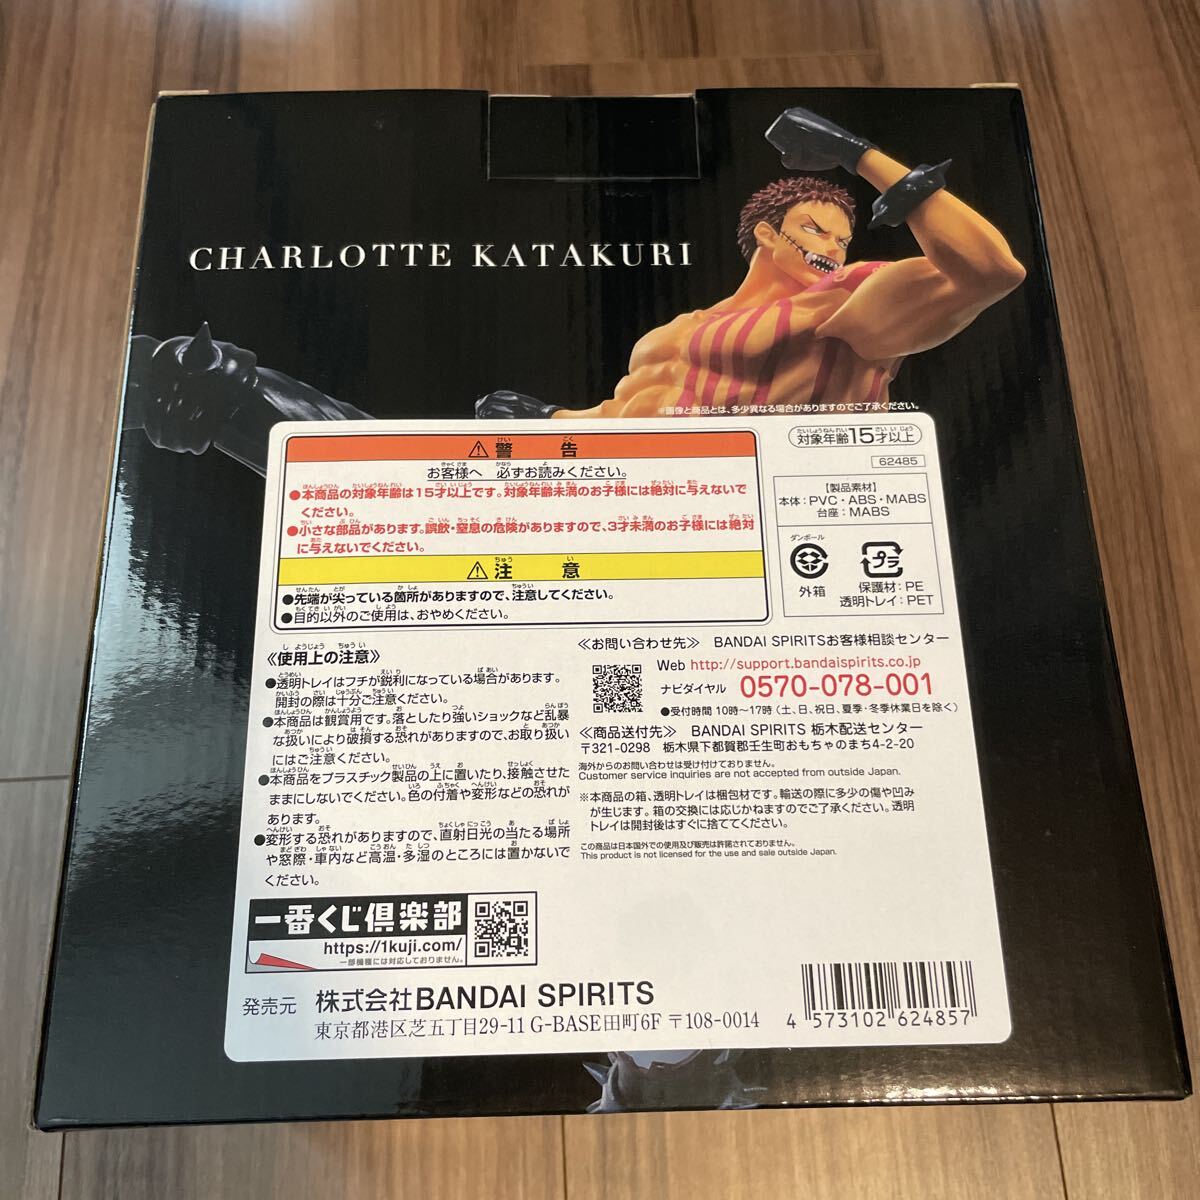 CHARLOTTE KATAKURI
※画像と商品とは、多少異なる場合がありますのでご了承ください。
⚠警告
お客様へ 必ずお読みください。
●本商品の対象年齢は15才以上です。対象年齢未満のお子様には絶対に与えないで
ください。
●小さな部品があります。誤飲・窒息の危険がありますので、3才未満のお子様には絶対
に与えないでください。
⚠注意
●先端が尖っている箇所がありますので、注意してください。
●目的以外のご使用は、おやめください。
対象年齢15才以上
62485
【製品素材】
本体：PVC・ABS・MABS
台座：MABS
ダンボール
外箱
プラ
保護材：PE
透明トレイ：PET
《使用上の注意》
●透明トレイはフチが鋭利になっている場合があります。
開封の際は十分ご注意ください。
●本商品は観賞用です。落としたり強いショックなど乱暴
な扱いにより破損する恐れがありますので、お取り扱い
にはご注意ください。
●本商品をプラスチック製品の上に置いたり、接触させた
ままにしないでください。色の付着や変形などの恐れが
あります。
●変形する恐れがありますので、直射日光の当たる場所
や窓際・車内など高温・多湿のところには置かないで
ください。
≪お問い合わせ先≫ BANDAI SPIRITSお客様相談センター
Web http://support.bandaispirits.co.jp
ナビダイヤル 0570-078-001
●受付時間 10時〜17時（土、日、祝日、夏季・冬季休業日を除く）
≪商品送付先≫ BANDAI SPIRITS 栃木配送センター
〒321-0298 栃木県下都賀郡壬生町おもちゃのまち4-2-20
海外からのお問い合わせは受け付けておりません。
Customer service inquiries are not accepted from outside Japan.
※本商品の箱、透明トレイは梱包材です。輸送の際に多少の傷や凹み
が生じます。箱の交換には応じかねますのでご了承ください。透明
トレイは開封後はすぐに捨ててください。
この商品は日本国外での使用及び販売は許諾されておりません。
This product is not licensed for the use and sale outside Japan.
一番くじ倶楽部
https://1kuji.com/
一部機種には対応しておりません。
発売元 株式会社BANDAI SPIRITS
東京都港区芝五丁目29-11 G-BASE田町6F 〒108-0014
4 573102 624857